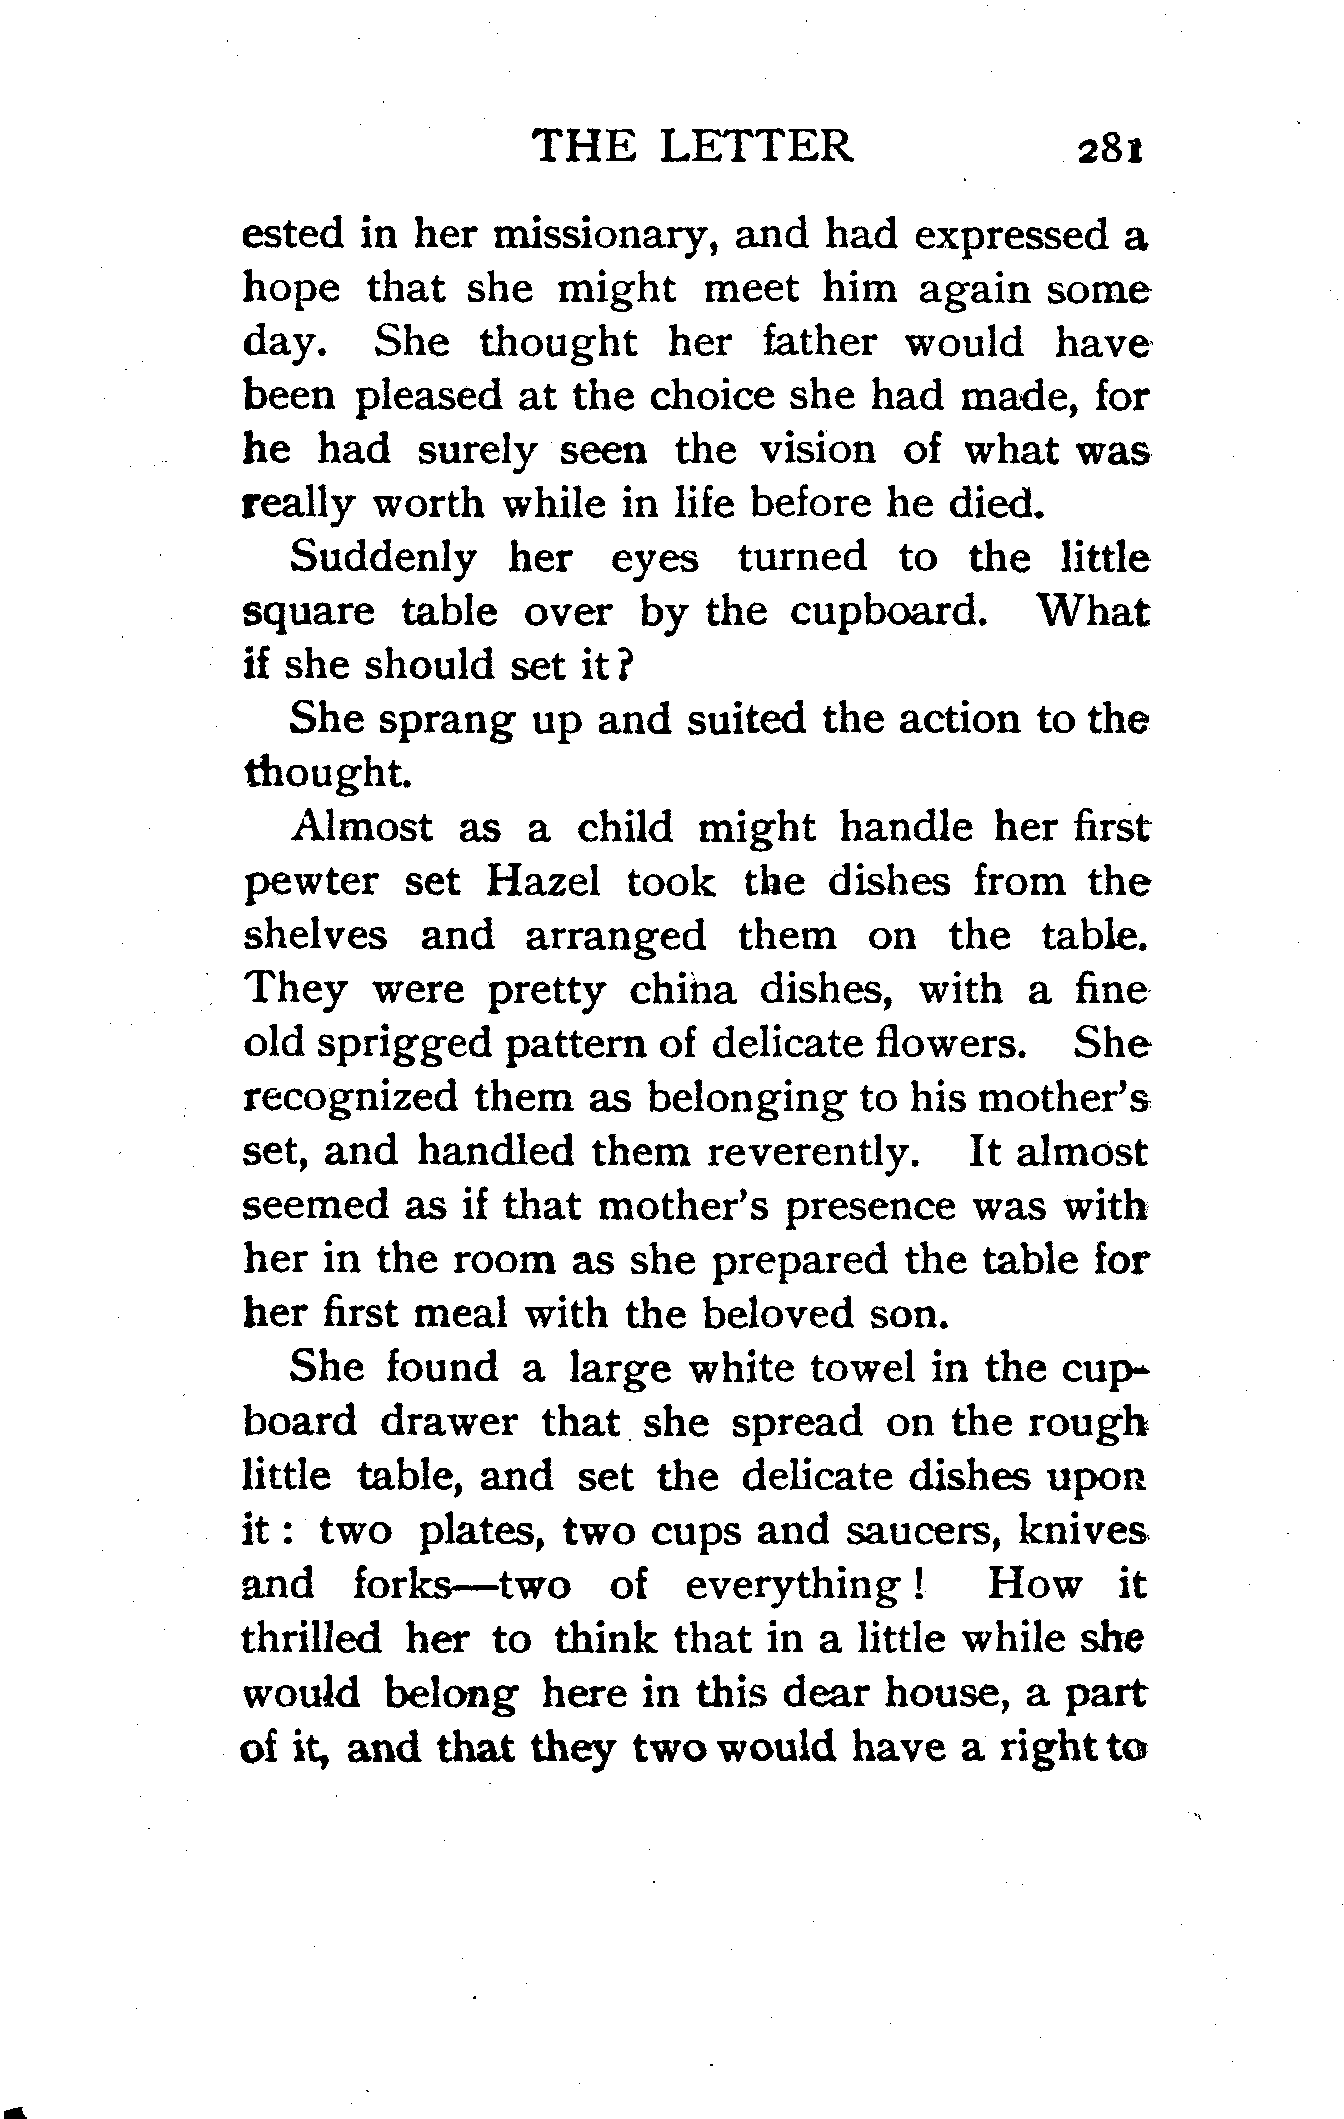 THE LETTER 281
ested in her missionary, and had expressed a
hope that she might meet him again some
day. She thought her father would have
been pleased at the choice she had made, for
he had surely seen the vision of what was
really worth while in life before he died.
Suddenly her eyes turned to the little
square table over by the cupboard. What
if she should set it?
She sprang up and suited the action to the
thought.
Almost as a child might handle her first
pewter set Hazel took the dishes from the
shelves and arranged them on the table.
They were pretty china dishes, with a fine
old sprigged pattern of delicate flowers. She
recognized them as belonging to his mother's
set, and handled them reverently. It almost
seemed as if that mother's presence was with
her in the room as she prepared the table for
her first meal with the beloved son.
She found a large white towel in the cup-
board drawer that she spread on the rough
little table, and set the delicate dishes upon
it : two plates, two cups and saucers, knives
and forks—two of everything ! How it
thrilled her to think that in a little while she
would belong here in this dear house, a part
of it, and that they two would have a right to